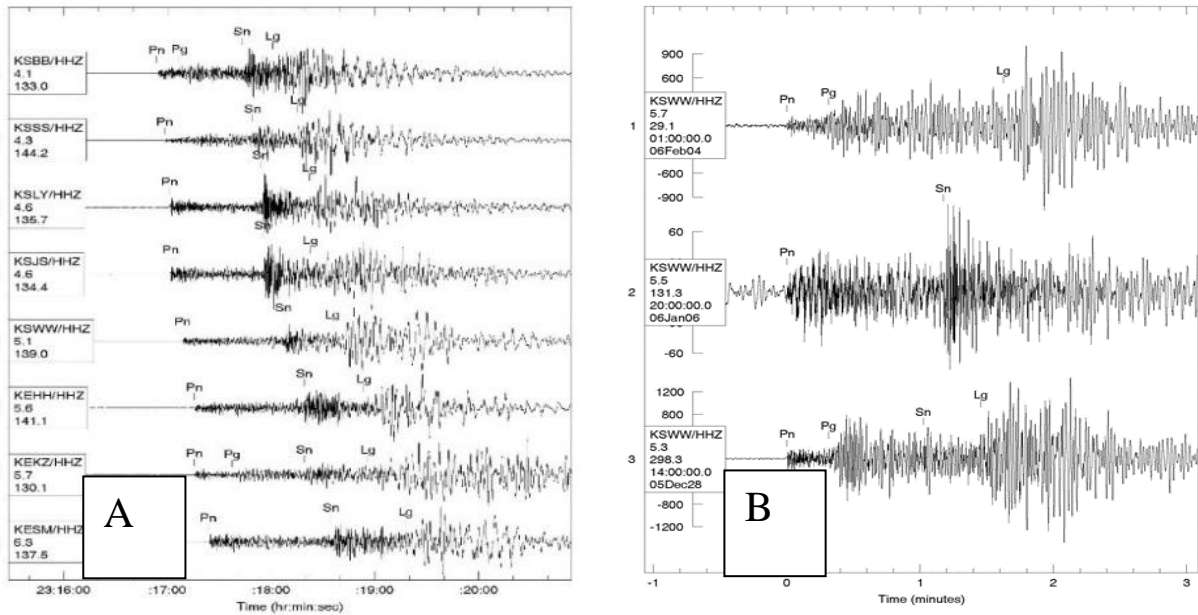 Pn Pg Sn Lg
KSBB/HHZ
4.1
133.0
Pn Sn Lg
KSSS/HHZ
4.3
144.2
Pn Sn Lg
KSLY/HHZ
4.6
135.7
Pn Sn Lg
KSJS/HHZ
4.6
134.4
Pn Sn Lg
KSWW/HHZ
5.1
139.0
Pn Sn Lg
KEHH/HHZ
5.6
141.1
Pn Pg Sn Lg
KEKZ/HHZ
5.7
130.1
Pn Sn Lg
KESM/HHZ
137.5
A
23:16:00 :17:00 :18:00 :19:00 :20:00
Time (hr:min:sec)
900
600
-600
-900
Pn Pg Lg
1
KSWW/HHZ
5.7
29.1
01:00:00.0
06Feb04
60
-60
Pn Sn
2
KSWW/HHZ
5.5
131.3
20:00:00.0
06Jan06
1200
800
-800
-1200
Pn Pg Sn Lg
3
KSWW/HHZ
5.3
298.3
14:00:00.0
05Dec28
B
-1 0 1 2 3
Time (minutes)